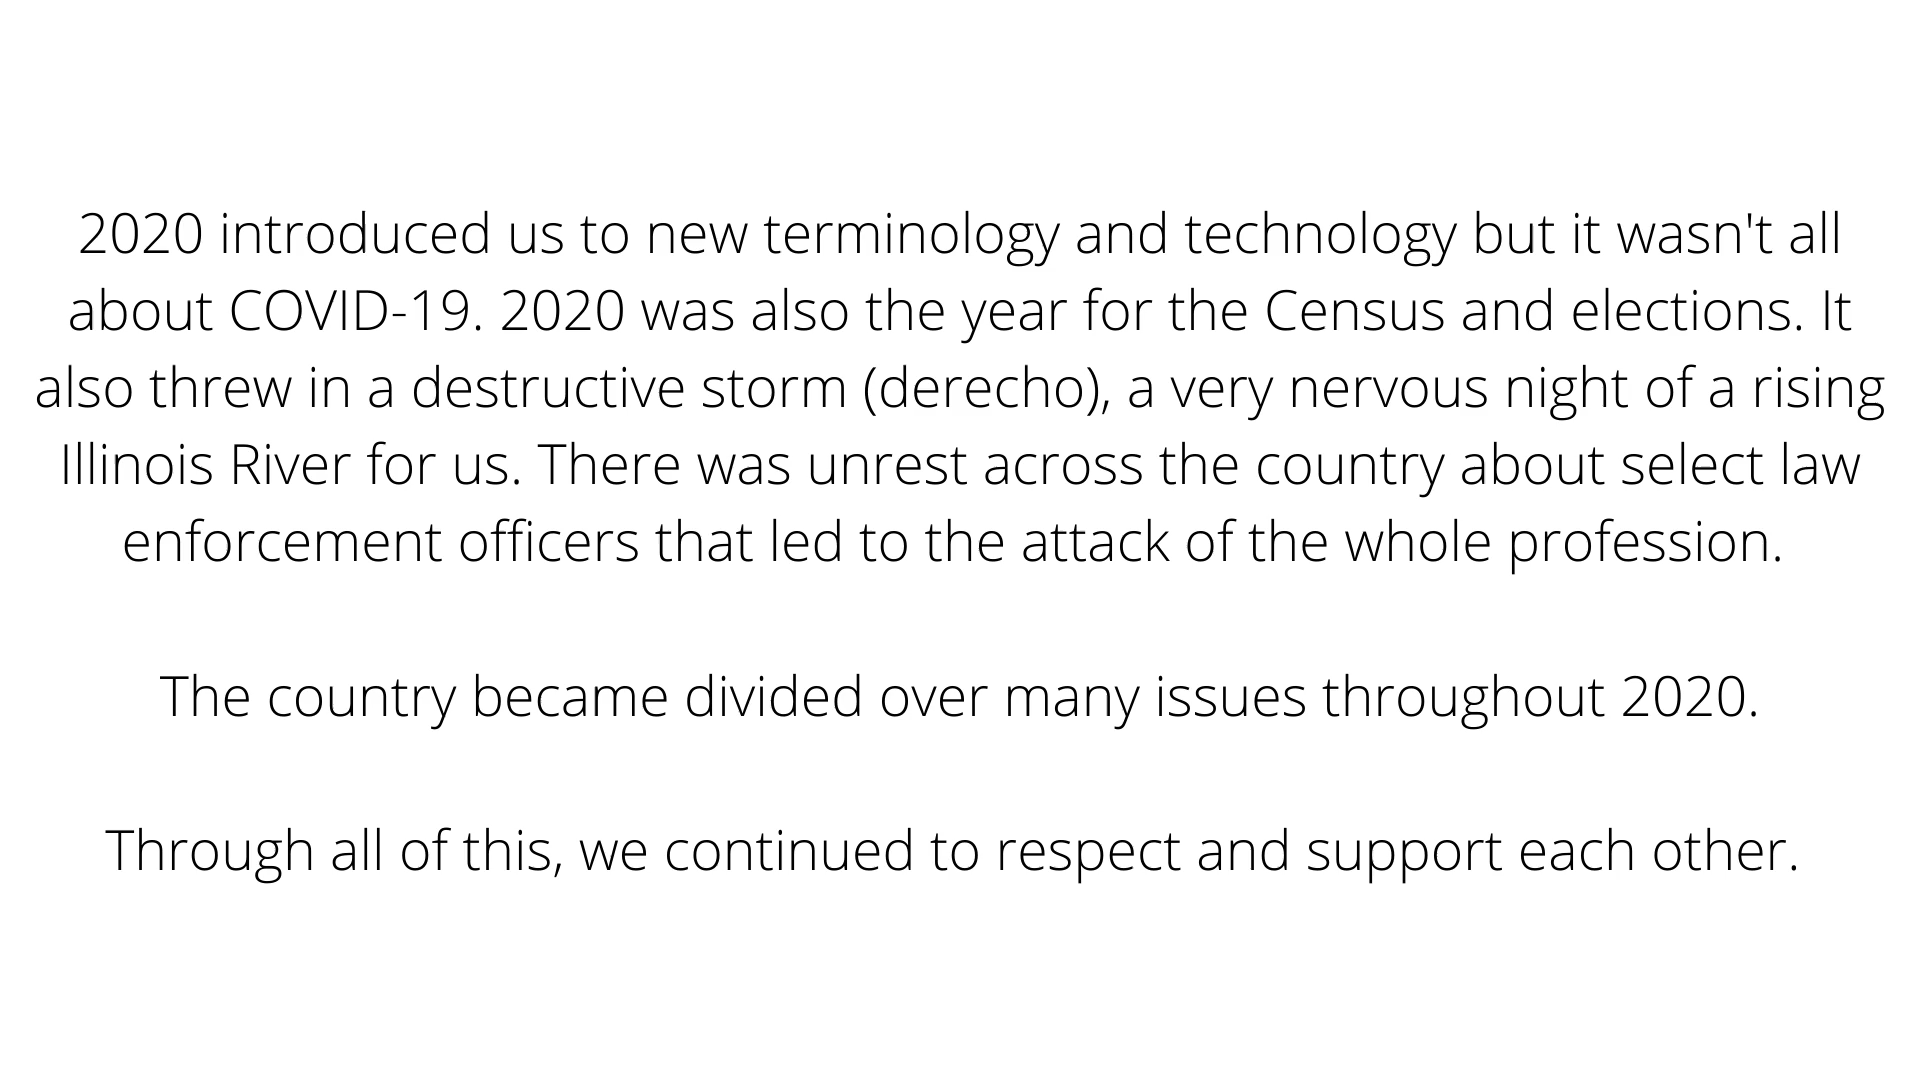 2020 introduced us to new terminology and technology but it wasn't all
about COVID-19. 2020 was also the year for the Census and elections. It
also threw in a destructive storm (derecho), a very nervous night of a rising
Illinois River for us. There was unrest across the country about select law
enforcement officers that led to the attack of the whole profession.
The country became divided over many issues throughout 2020.
Through all of this, we continued to respect and support each other.